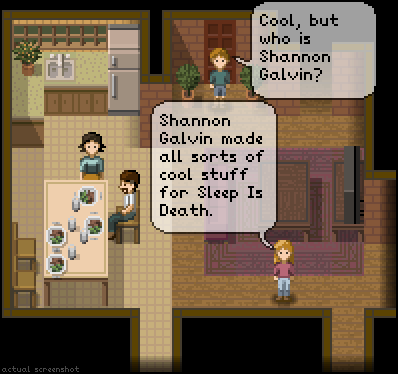 Cool, but
who is
Shannon
Galvin?
Shannon
Galvin made
all sorts of
cool stuff
for Sleep Is
Death.
actual screenshot